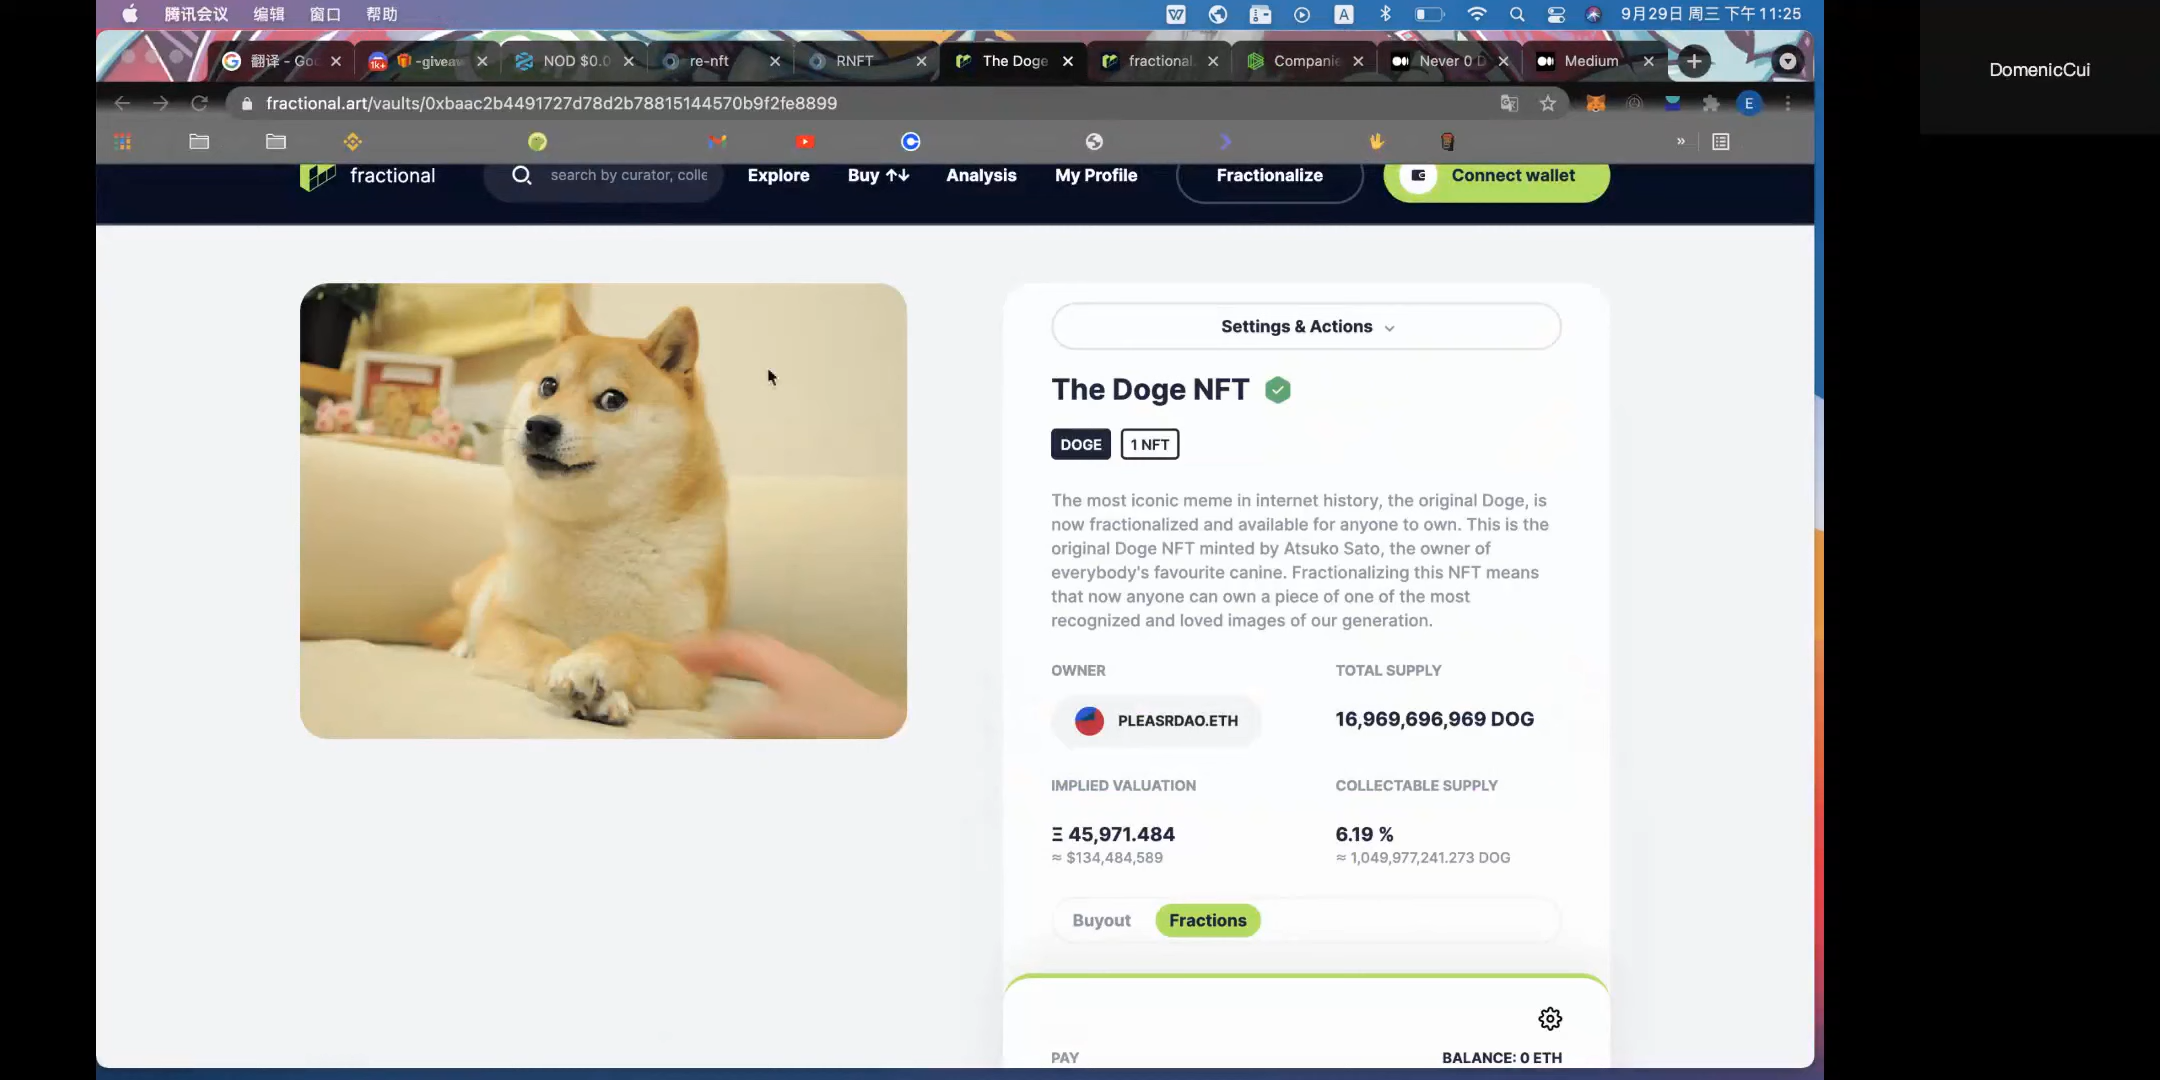 腾讯会议 编辑 窗口 帮助
9月29日 周三 下午11:25
DomenicCui
翻译 - Go
-giveaw
NOD $0.0
re-nft
RNFT
The Doge
fractional.
Companie
Never 0 D
Medium
fractional.art/vaults/0xbaac2b4491727d78d2b78815144570b9f2fe8899
E
»
fractional
search by curator, colle
Explore
Buy ↑↓
Analysis
My Profile
Fractionalize
Connect wallet
Settings & Actions
The Doge NFT
DOGE
1 NFT
The most iconic meme in internet history, the original Doge, is
now fractionalized and available for anyone to own. This is the
original Doge NFT minted by Atsuko Sato, the owner of
everybody's favourite canine. Fractionalizing this NFT means
that now anyone can own a piece of one of the most
recognized and loved images of our generation.
OWNER
TOTAL SUPPLY
PLEASRDAO.ETH
16,969,696,969 DOG
IMPLIED VALUATION
COLLECTABLE SUPPLY
Ξ 45,971.484
6.19 %
≈ $134,484,589
≈ 1,049,977,241.273 DOG
Buyout
Fractions
PAY
BALANCE: 0 ETH